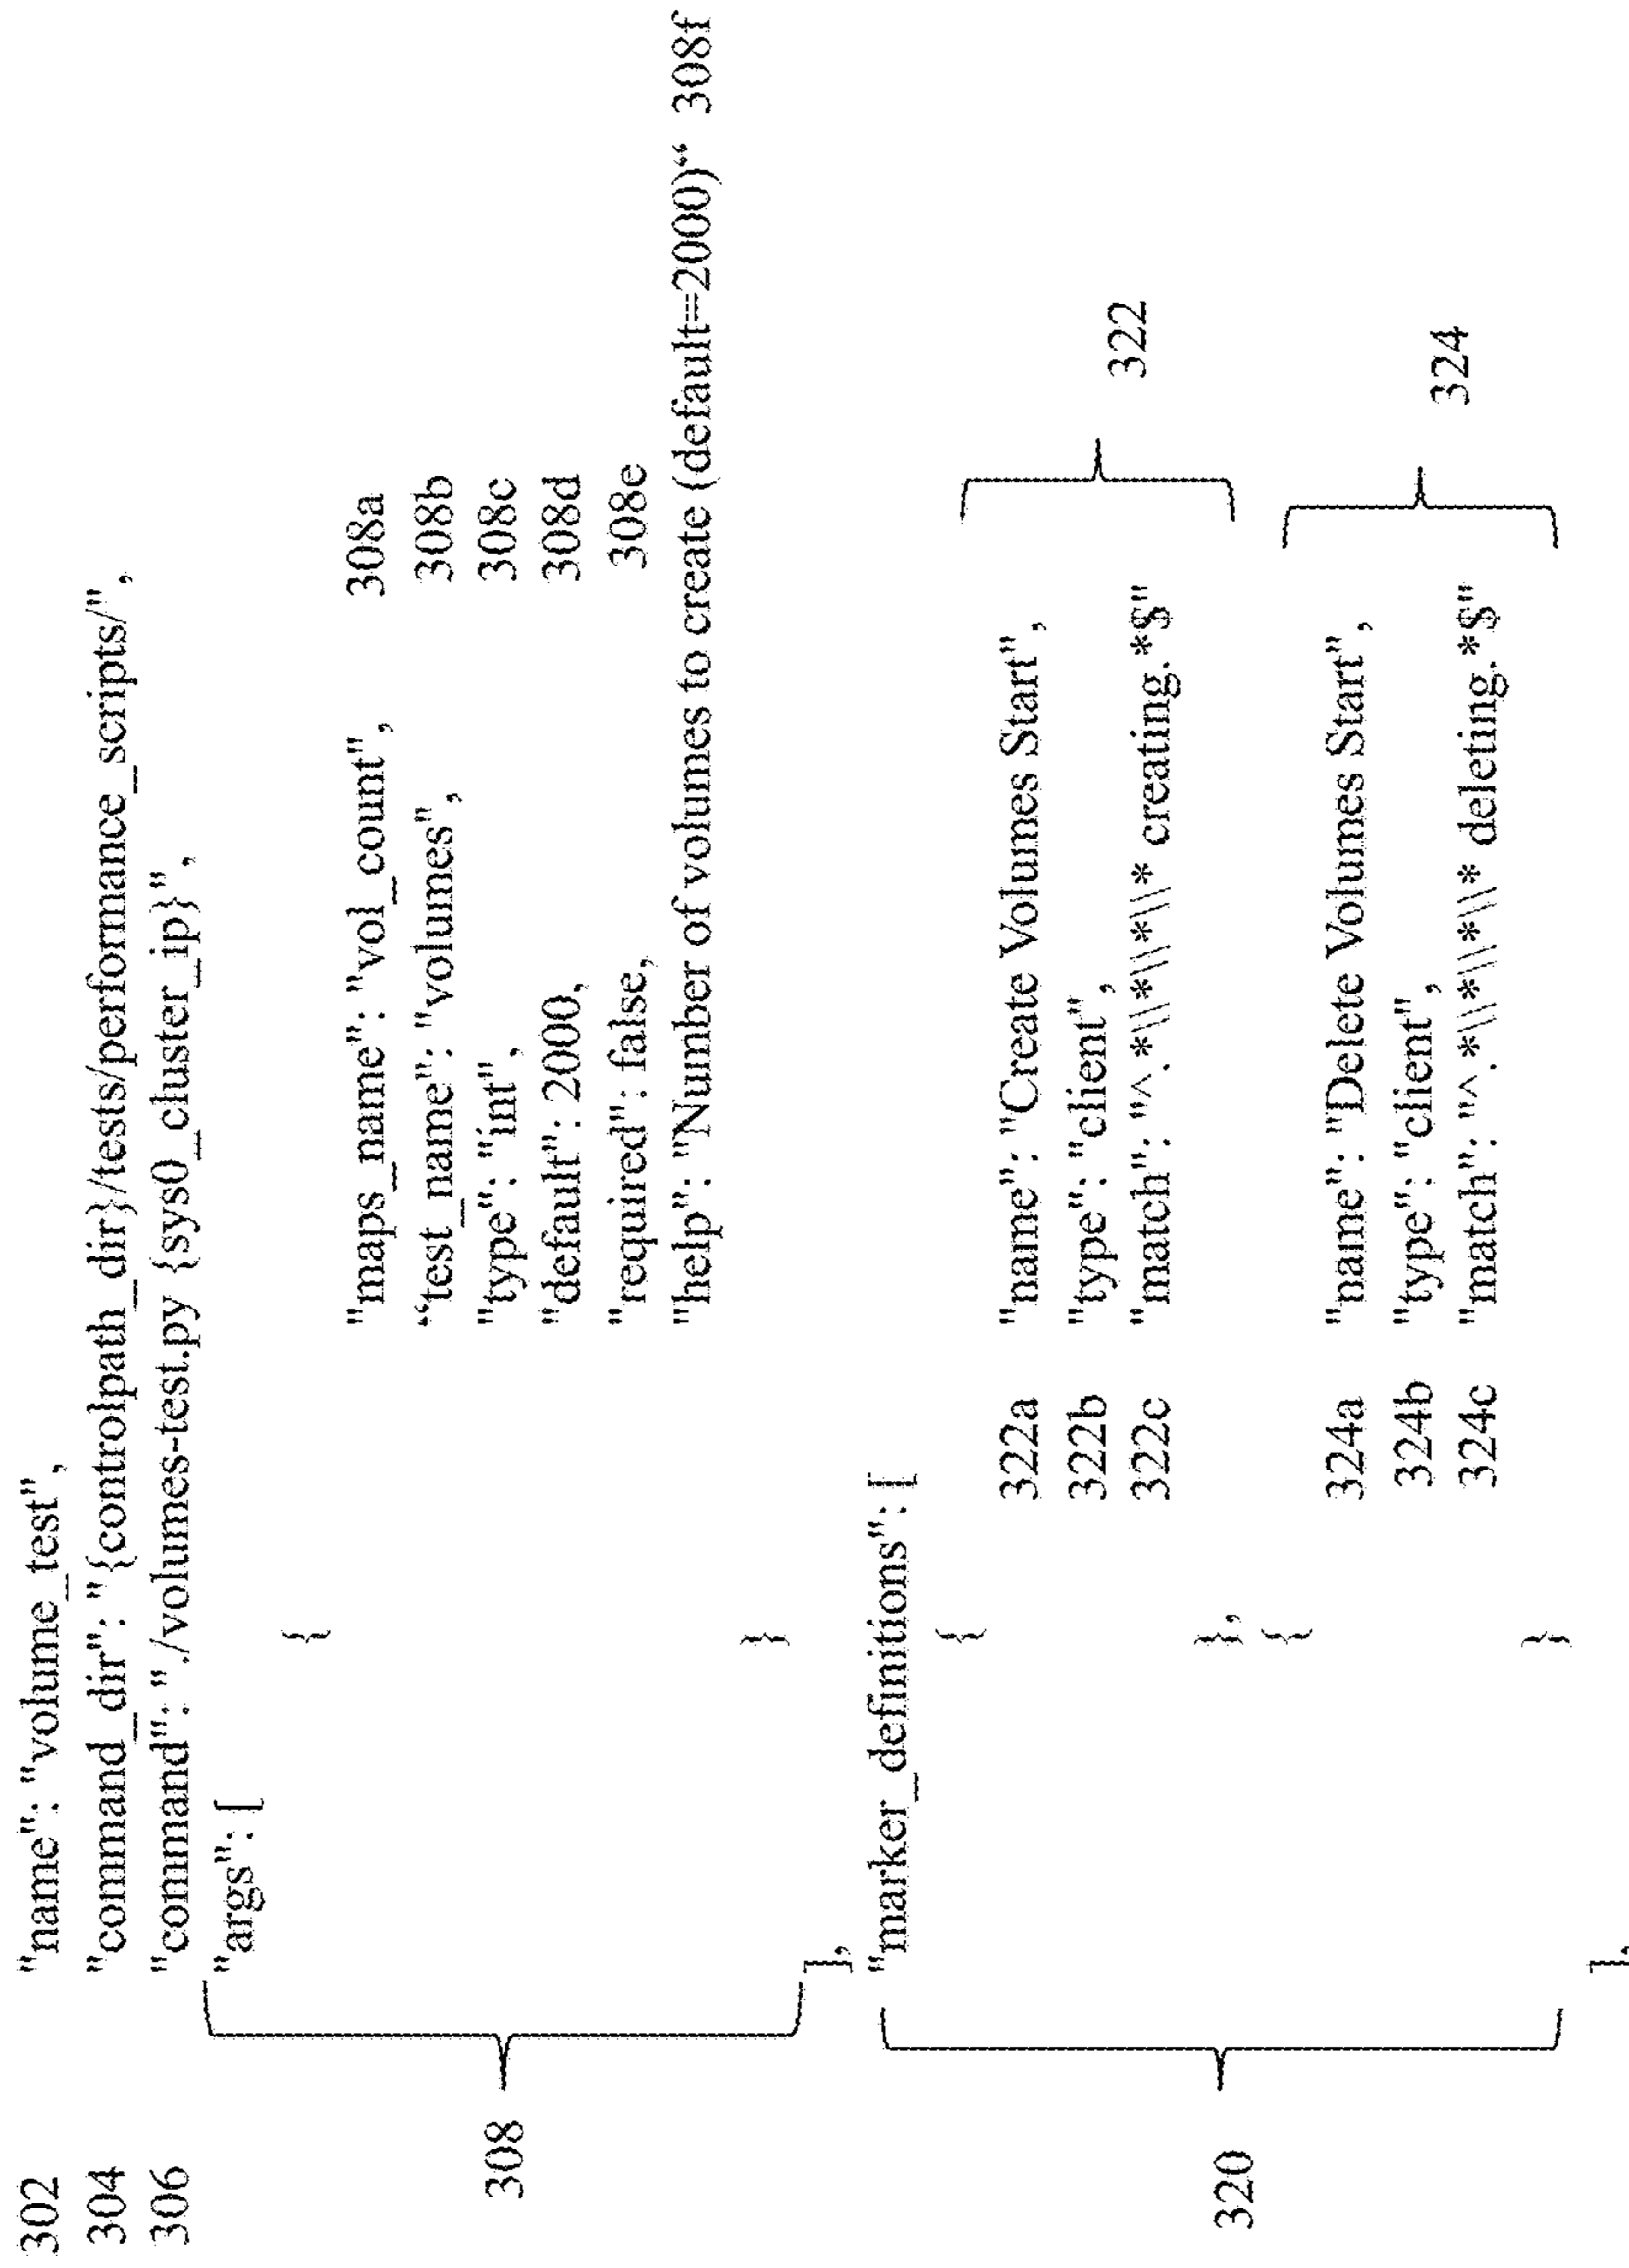 302 "name": "volume_test",
304 "command_dir": "{controlpath_dir}/tests/performance_scripts/",
306 "command": "./volumes-test.py {sys0_cluster_ip}",
"args": [
{
"maps_name": "vol_count", 308a
“test_name": "volumes", 308b
"type": "int", 308c
"default": 2000, 308d
"required": false, 308e
308
"help": "Number of volumes to create (default=2000)“ 308f
}
],
"marker_definitions": [
{
322a "name": "Create Volumes Start",
322b "type": "client", 322
322c "match": "^.*\\*\\*\\* creating.*$"
},
320
{
324a "name": "Delete Volumes Start",
324b "type": "client", 324
324c "match": "^.*\\*\\*\\* deleting.*$"
}
],